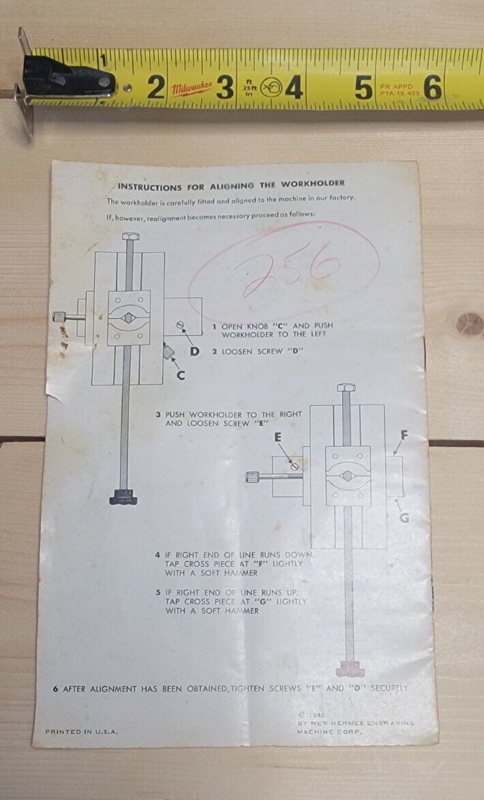 1 2 Milwaukee 3 ft 25ft in 4 5 PR APPD 6
INSTRUCTIONS FOR ALIGNING THE WORKHOLDER
The workholder is carefully fitted and aligned to the machine in our factory.
If, however, realignment becomes necessary proceed as follows:
256
1 OPEN KNOB "C" AND PUSH
WORKHOLDER TO THE LEFT
D
2 LOOSEN SCREW "D"
C
3 PUSH WORKHOLDER TO THE RIGHT
AND LOOSEN SCREW "E"
E
F
G
4 IF RIGHT END OF LINE RUNS DOWN,
TAP CROSS PIECE AT "F" LIGHTLY
WITH A SOFT HAMMER
5 IF RIGHT END OF LINE RUNS UP,
TAP CROSS PIECE AT "G" LIGHTLY
WITH A SOFT HAMMER
6 AFTER ALIGNMENT HAS BEEN OBTAINED, TIGHTEN SCREWS "E" AND "D" SECURELY
©
BY NEW HERMES ENGRAVING
PRINTED IN U.S.A.
MACHINE CORP.